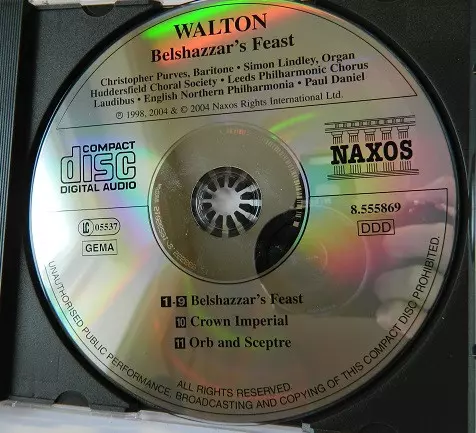 WALTON
Belshazzar's Feast
Christopher Purves, Baritone • Simon Lindley, Organ
Huddersfield Choral Society • Leeds Philharmonic Chorus
Laudibus • English Northern Philharmonia • Paul Daniel
℗ 1998, 2004 & © 2004 Naxos Rights International Ltd.
COMPACT
disc
DIGITAL AUDIO
NAXOS
LC 05537
GEMA
8.555869
DDD
1-9 Belshazzar's Feast
10 Crown Imperial
11 Orb and Sceptre
ALL RIGHTS RESERVED.
UNAUTHORISED PUBLIC PERFORMANCE, BROADCASTING AND COPYING OF THIS COMPACT DISC PROHIBITED.